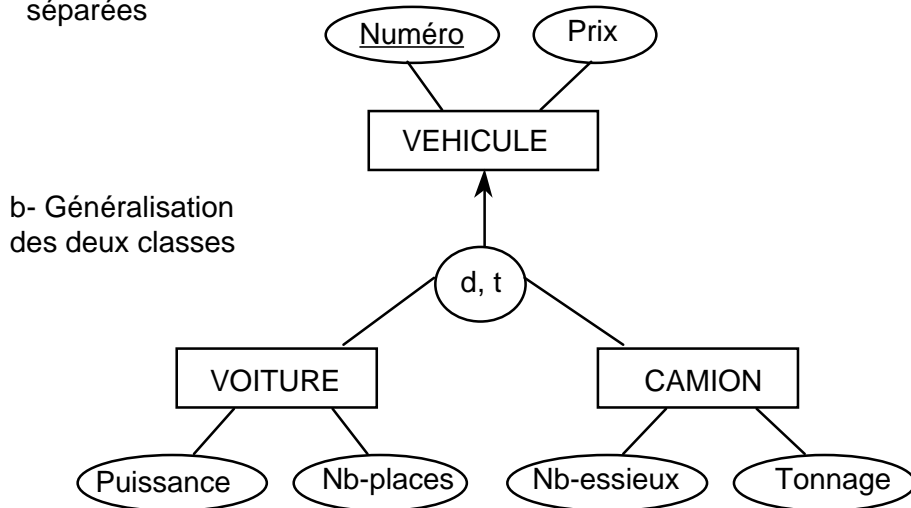 séparées
Numéro
Prix
VEHICULE
b- Généralisation
des deux classes
d, t
VOITURE
CAMION
Puissance
Nb-places
Nb-essieux
Tonnage